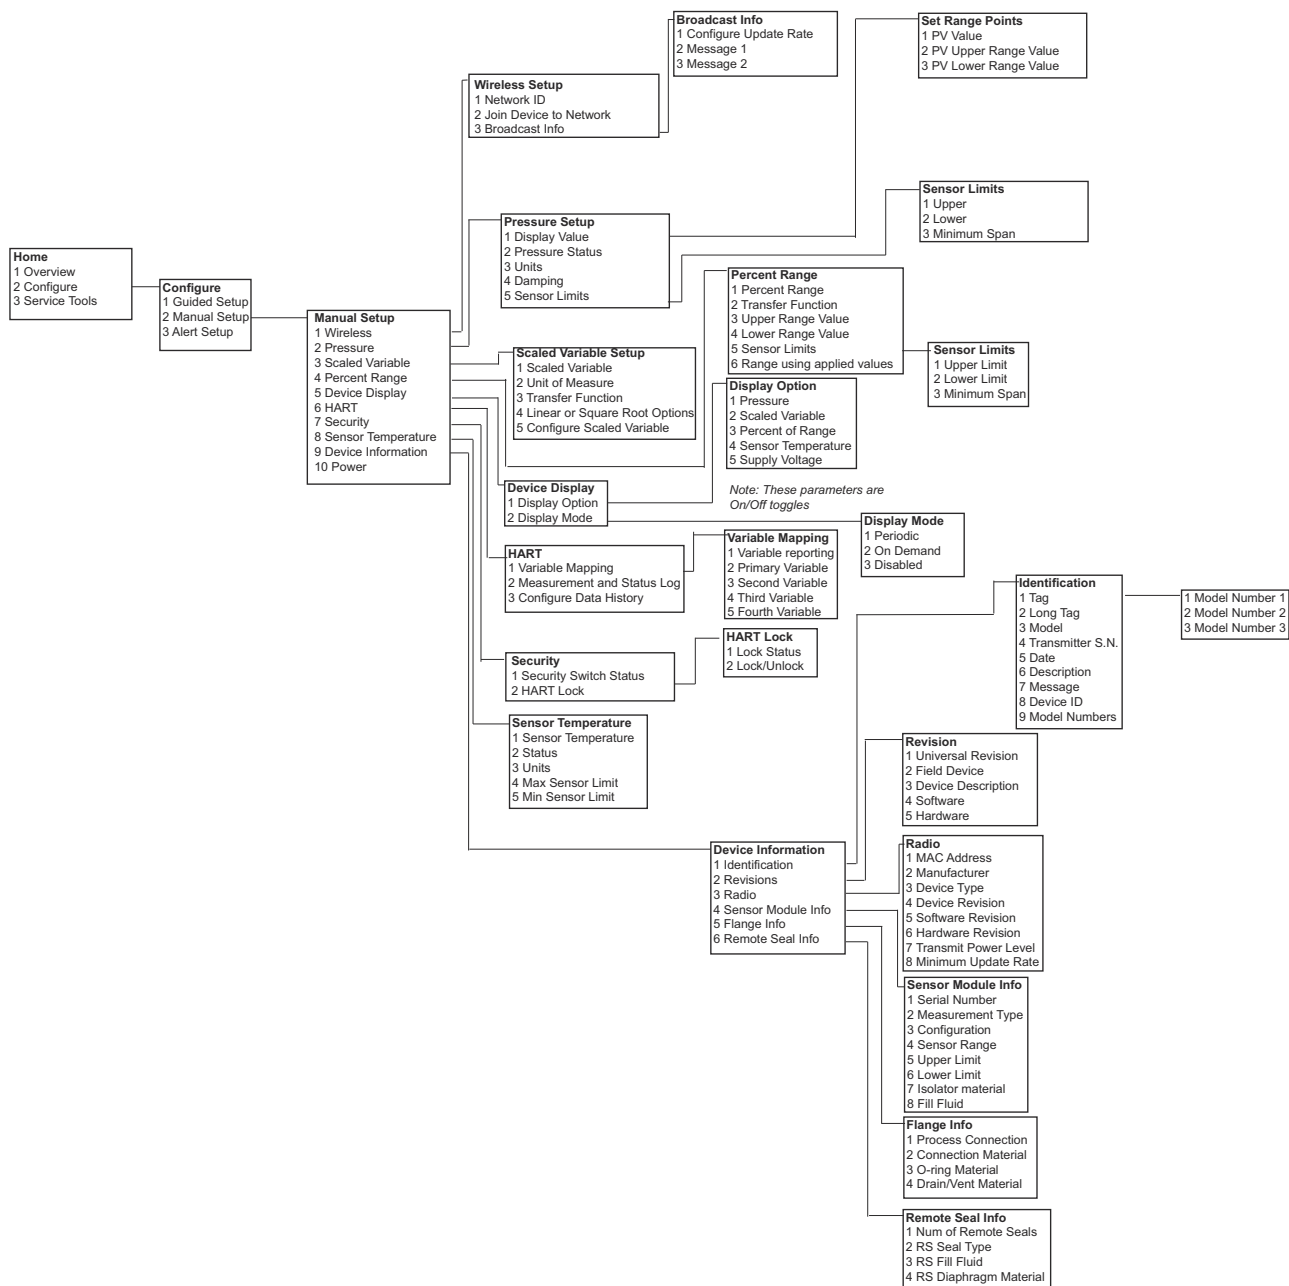 Home
1 Overview
2 Configure
3 Service Tools
Configure
1 Guided Setup
2 Manual Setup
3 Alert Setup
Manual Setup
1 Wireless
2 Pressure
3 Scaled Variable
4 Percent Range
5 Device Display
6 HART
7 Security
8 Sensor Temperature
9 Device Information
10 Power
Wireless Setup
1 Network ID
2 Join Device to Network
3 Broadcast Info
Broadcast Info
1 Configure Update Rate
2 Message 1
3 Message 2
Pressure Setup
1 Display Value
2 Pressure Status
3 Units
4 Damping
5 Sensor Limits
Set Range Points
1 PV Value
2 PV Upper Range Value
3 PV Lower Range Value
Sensor Limits
1 Upper
2 Lower
3 Minimum Span
Scaled Variable Setup
1 Scaled Variable
2 Unit of Measure
3 Transfer Function
4 Linear or Square Root Options
5 Configure Scaled Variable
Percent Range
1 Percent Range
2 Transfer Function
3 Upper Range Value
4 Lower Range Value
5 Sensor Limits
6 Range using applied values
Sensor Limits
1 Upper Limit
2 Lower Limit
3 Minimum Span
Device Display
1 Display Option
2 Display Mode
Display Option
1 Pressure
2 Scaled Variable
3 Percent of Range
4 Sensor Temperature
5 Supply Voltage
Note: These parameters are
On/Off toggles
Display Mode
1 Periodic
2 On Demand
3 Disabled
HART
1 Variable Mapping
2 Measurement and Status Log
3 Configure Data History
Variable Mapping
1 Variable reporting
2 Primary Variable
3 Second Variable
4 Third Variable
5 Fourth Variable
Security
1 Security Switch Status
2 HART Lock
HART Lock
1 Lock Status
2 Lock/Unlock
Sensor Temperature
1 Sensor Temperature
2 Status
3 Units
4 Max Sensor Limit
5 Min Sensor Limit
Device Information
1 Identification
2 Revisions
3 Radio
4 Sensor Module Info
5 Flange Info
6 Remote Seal Info
Identification
1 Tag
2 Long Tag
3 Model
4 Transmitter S.N.
5 Date
6 Description
7 Message
8 Device ID
9 Model Numbers
1 Model Number 1
2 Model Number 2
3 Model Number 3
Revision
1 Universal Revision
2 Field Device
3 Device Description
4 Software
5 Hardware
Radio
1 MAC Address
2 Manufacturer
3 Device Type
4 Device Revision
5 Software Revision
6 Hardware Revision
7 Transmit Power Level
8 Minimum Update Rate
Sensor Module Info
1 Serial Number
2 Measurement Type
3 Configuration
4 Sensor Range
5 Upper Limit
6 Lower Limit
7 Isolator material
8 Fill Fluid
Flange Info
1 Process Connection
2 Connection Material
3 O-ring Material
4 Drain/Vent Material
Remote Seal Info
1 Num of Remote Seals
2 RS Seal Type
3 RS Fill Fluid
4 RS Diaphragm Material